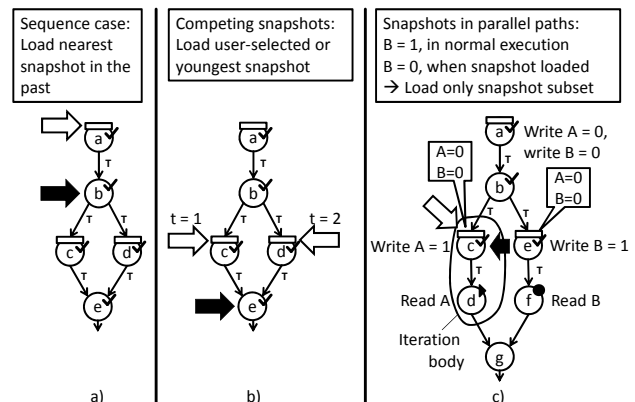 Sequence case:
Load nearest
snapshot in the
past
a
T
b
T
T
c
d
T
e
a)
Competing snapshots:
Load user-selected or
youngest snapshot
a
T
b
T
T
t = 1
t = 2
c
d
T
e
b)
Snapshots in parallel paths:
B = 1, in normal execution
B = 0, when snapshot loaded
→ Load only snapshot subset
a
Write A = 0,
write B = 0
T
A=0
B=0
b
A=0
B=0
T
T
Write A = 1
c
e
Write B = 1
T
T
Read A
d
f
Read B
Iteration
body
g
c)